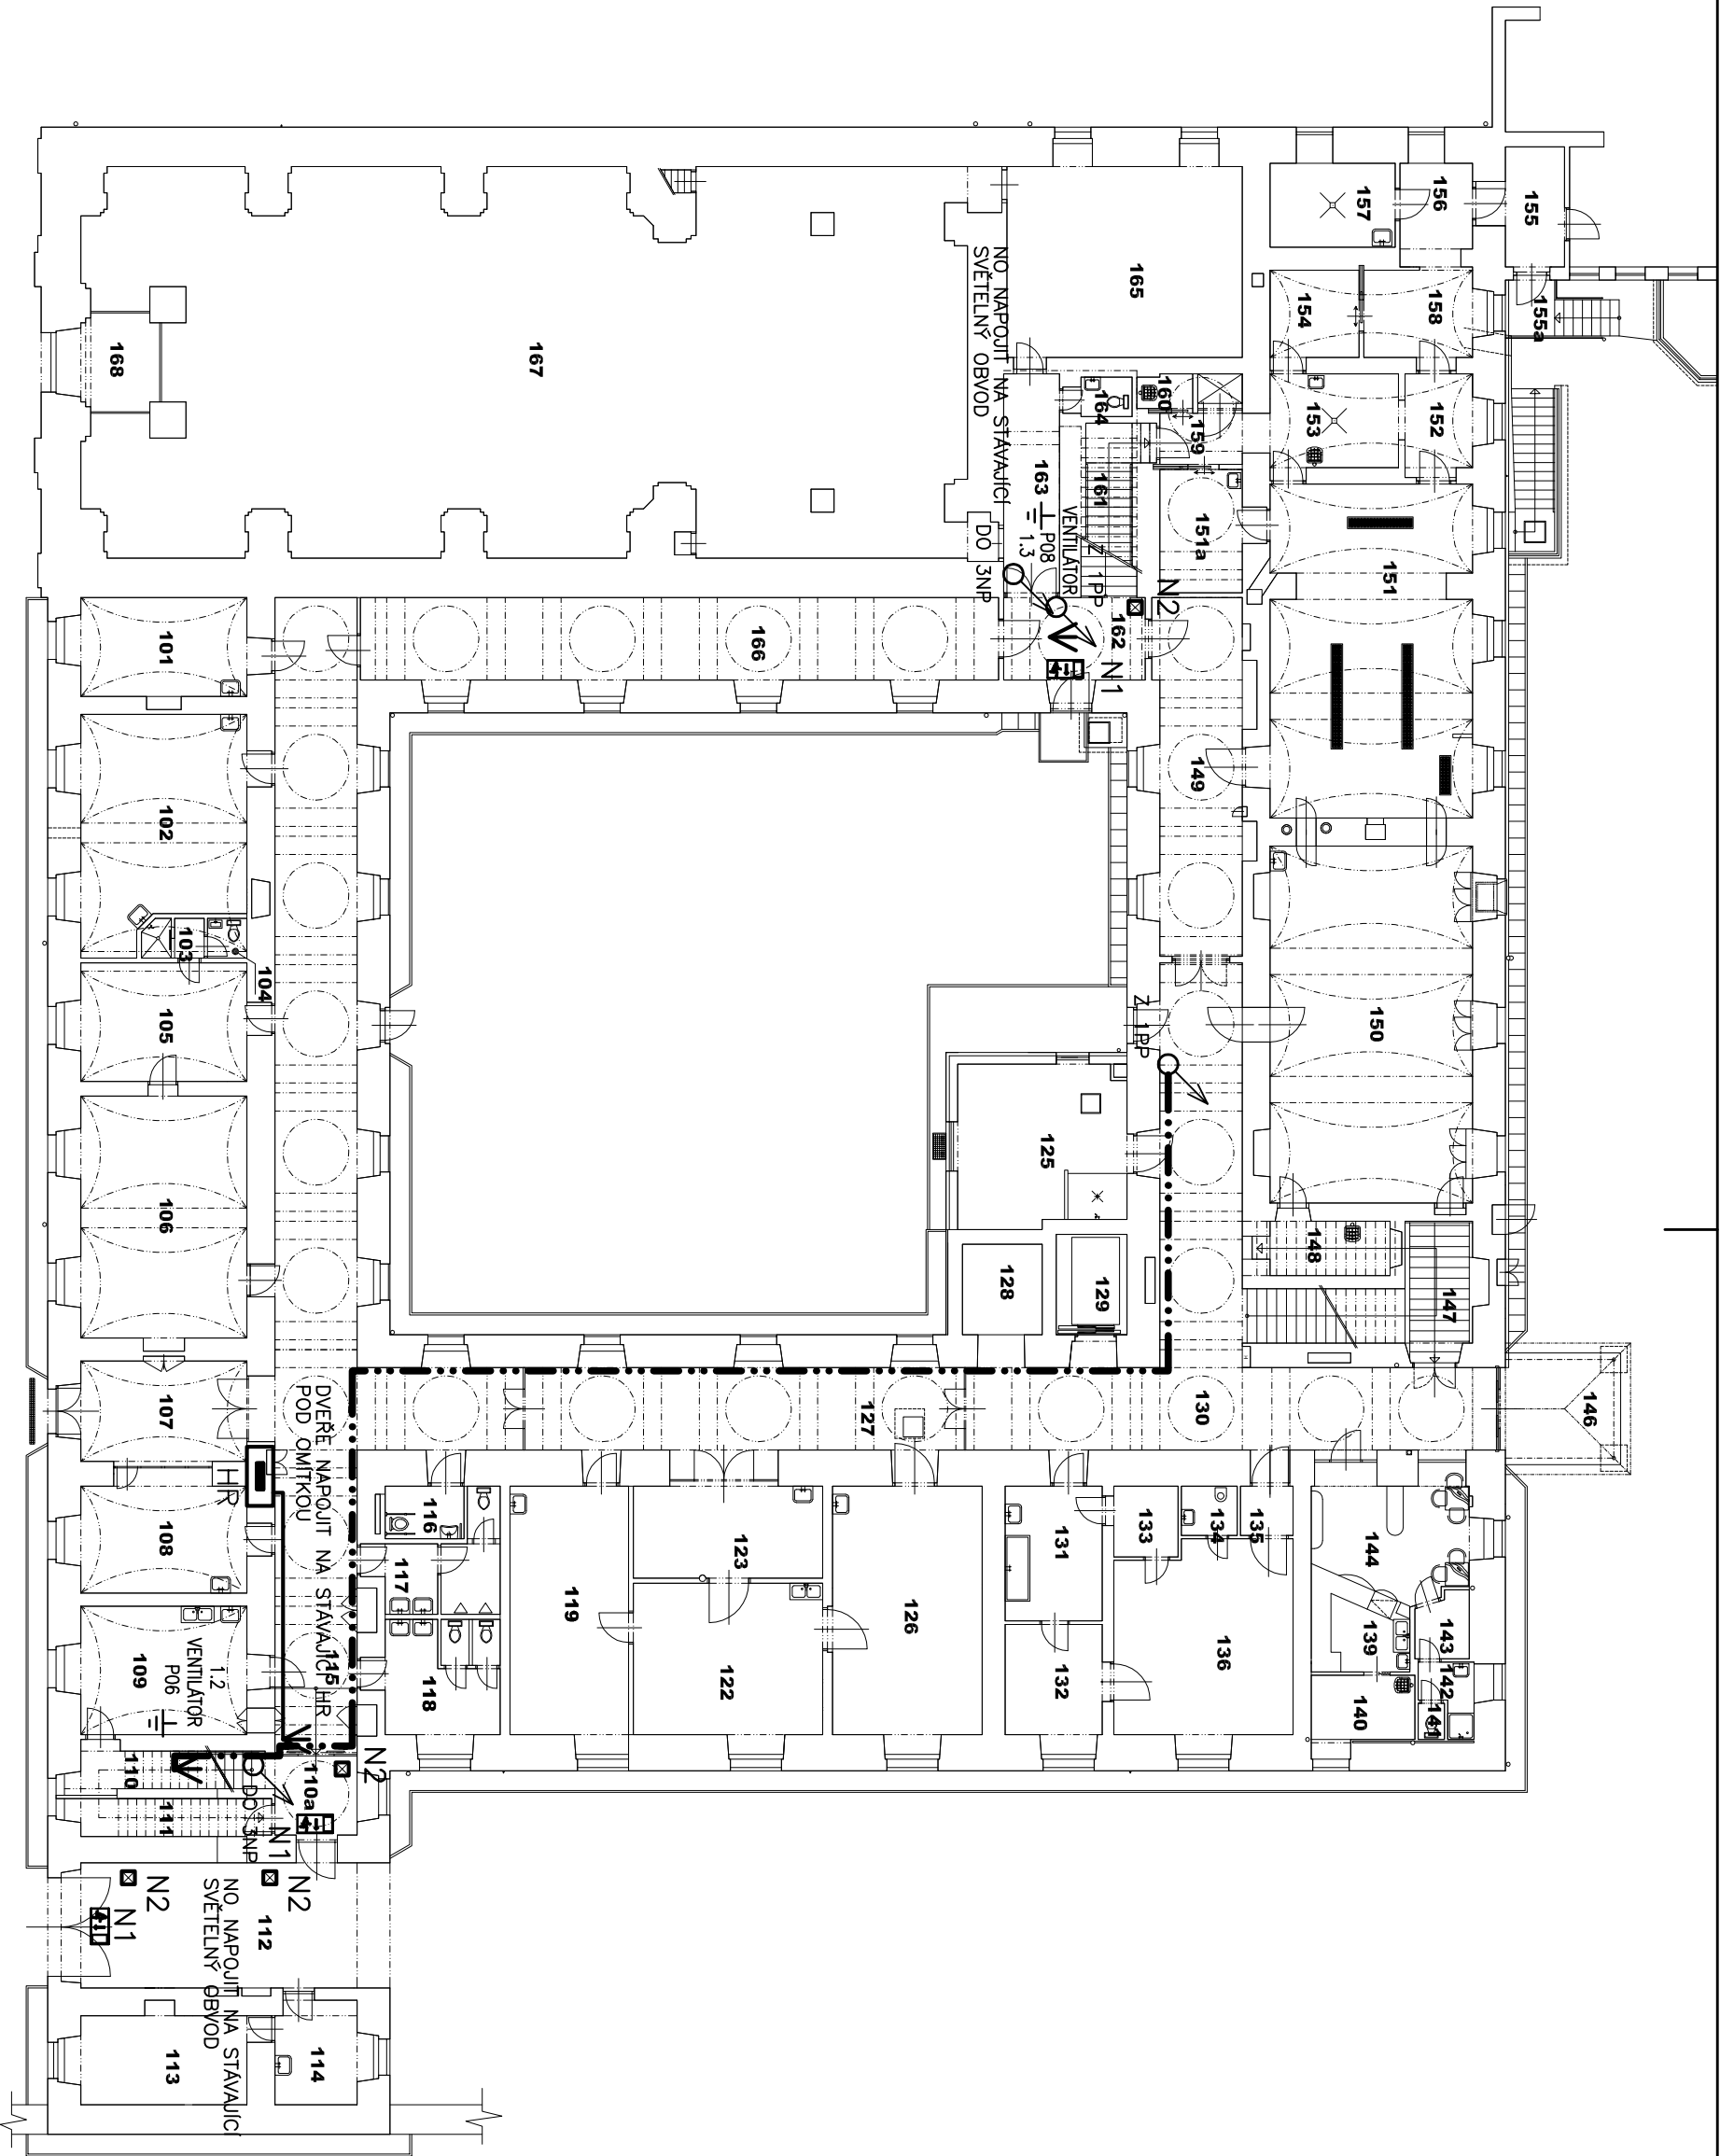 155
156
157
155a
158
154
165
NO NAPOJIT NA STÁVAJÍCÍ
SVĚTELNÝ OBVOD
167
168
152
153
160
164
159
161
163
P08
1.3
VENTILÁTOR
Z 1PP
DO 3NP
151a
151
N2
162
N1
166
149
101
102
103
104
105
106
150
Z 1PP
125
128
129
148
147
146
130
127
107
DVEŘE NAPOJIT NA STÁVAJÍCÍ HR
POD OMÍTKOU
HR
108
109
1.2
VENTILÁTOR
P06
115
116
117
118
119
123
122
126
131
132
133
134
135
136
144
139
143
142
141
140
110
111
110a
N2
DO 3NP
N1
N2
N2
N1
112
NO NAPOJIT NA STÁVAJÍCÍ
SVĚTELNÝ OBVOD
113
114